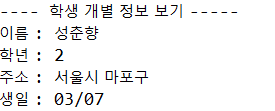 ---- 학생 개별 정보 보기 -----
이름 : 성춘향
학년 : 2
주소 : 서울시 마포구
생일 : 03/07